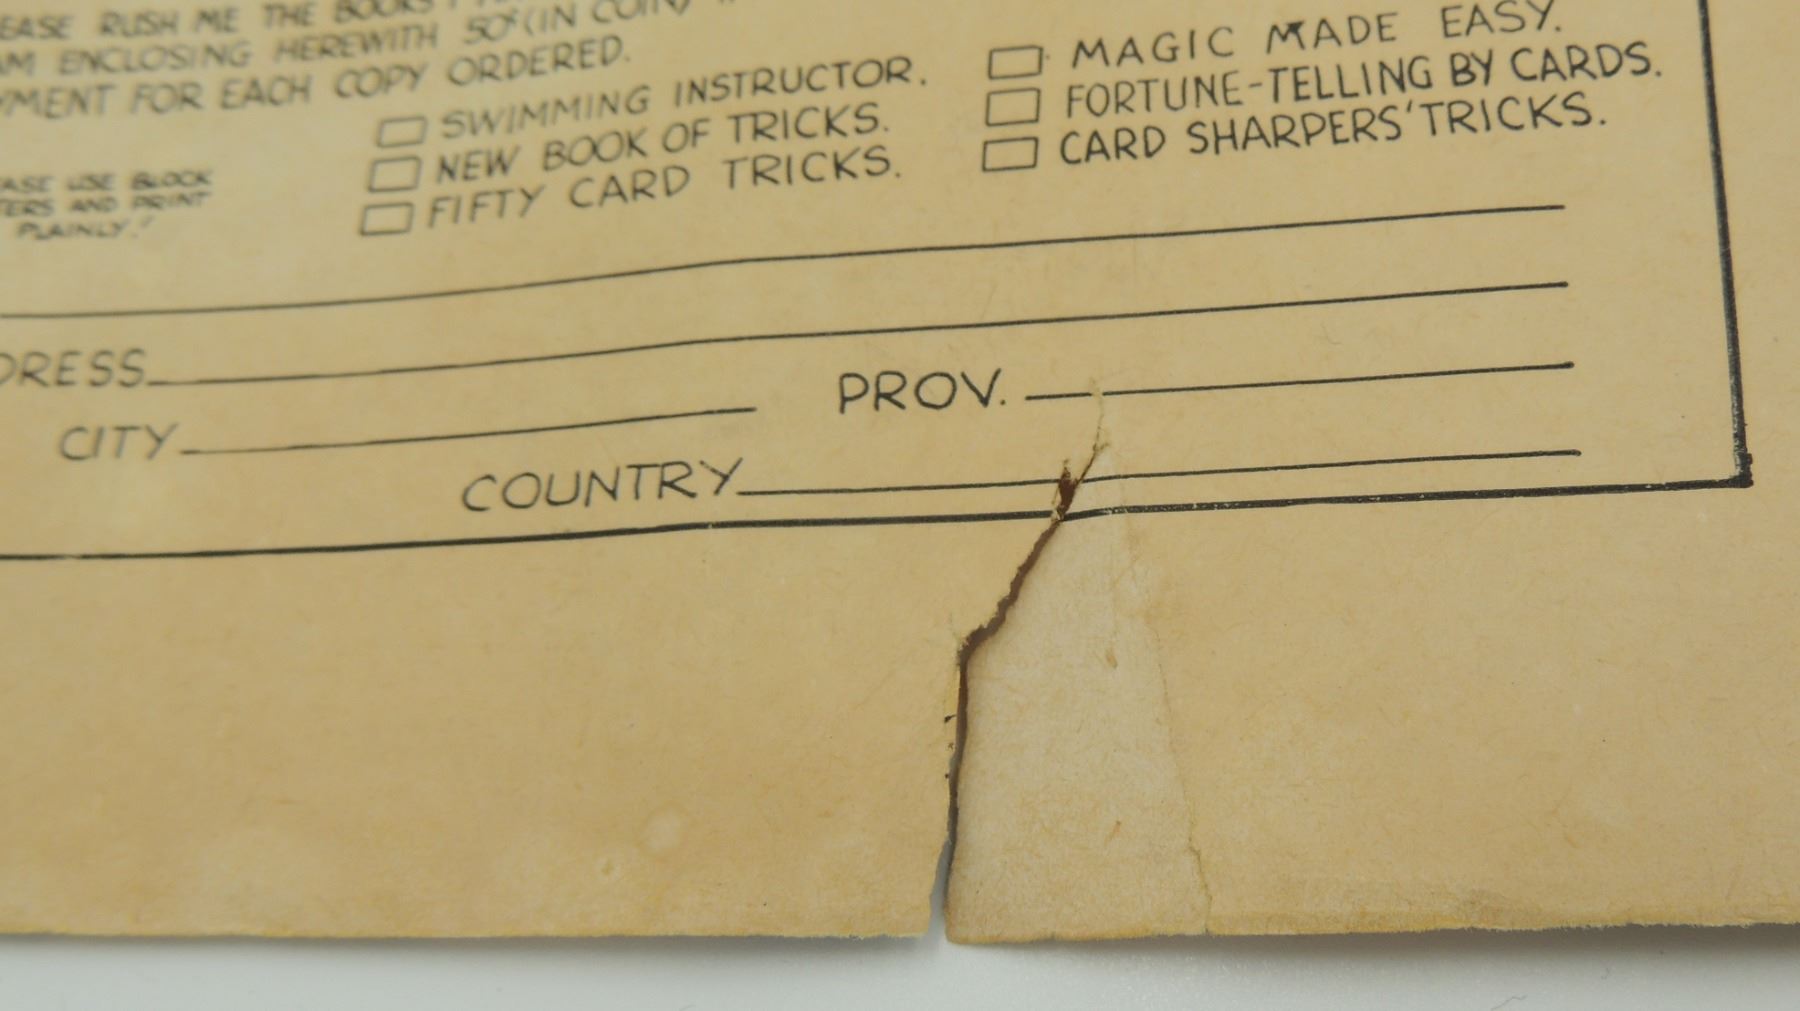 EASE RUSH ME THE BOOKS
AM ENCLOSING HEREWITH 50¢ (IN COIN)
YMENT FOR EACH COPY ORDERED.
SWIMMING INSTRUCTOR.
NEW BOOK OF TRICKS.
FIFTY CARD TRICKS.
MAGIC MADE EASY.
FORTUNE-TELLING BY CARDS.
CARD SHARPERS' TRICKS.
ASE USE BLOCK
TERS AND PRINT
PLAINLY."
DRESS
CITY
PROV.
COUNTRY